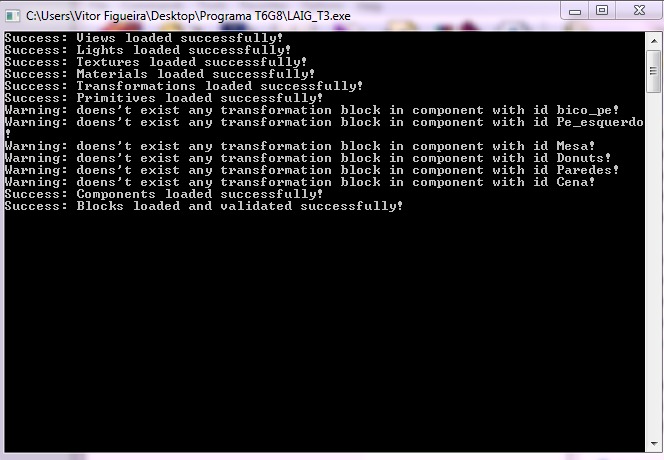 C:\Users\Vitor Figueira\Desktop\Programa T6G8\LAIG_T3.exe
Success: Views loaded successfully!
Success: Lights loaded successfully!
Success: Textures loaded successfully!
Success: Materials loaded successfully!
Success: Transformations loaded successfully!
Success: Primitives loaded successfully!
Warning: doens't exist any transformation block in component with id bico_pe!
Warning: doens't exist any transformation block in component with id Pe_esquerdo
!
Warning: doens't exist any transformation block in component with id Mesa!
Warning: doens't exist any transformation block in component with id Donuts!
Warning: doens't exist any transformation block in component with id Paredes!
Warning: doens't exist any transformation block in component with id Cena!
Success: Components loaded successfully!
Success: Blocks loaded and validated successfully!